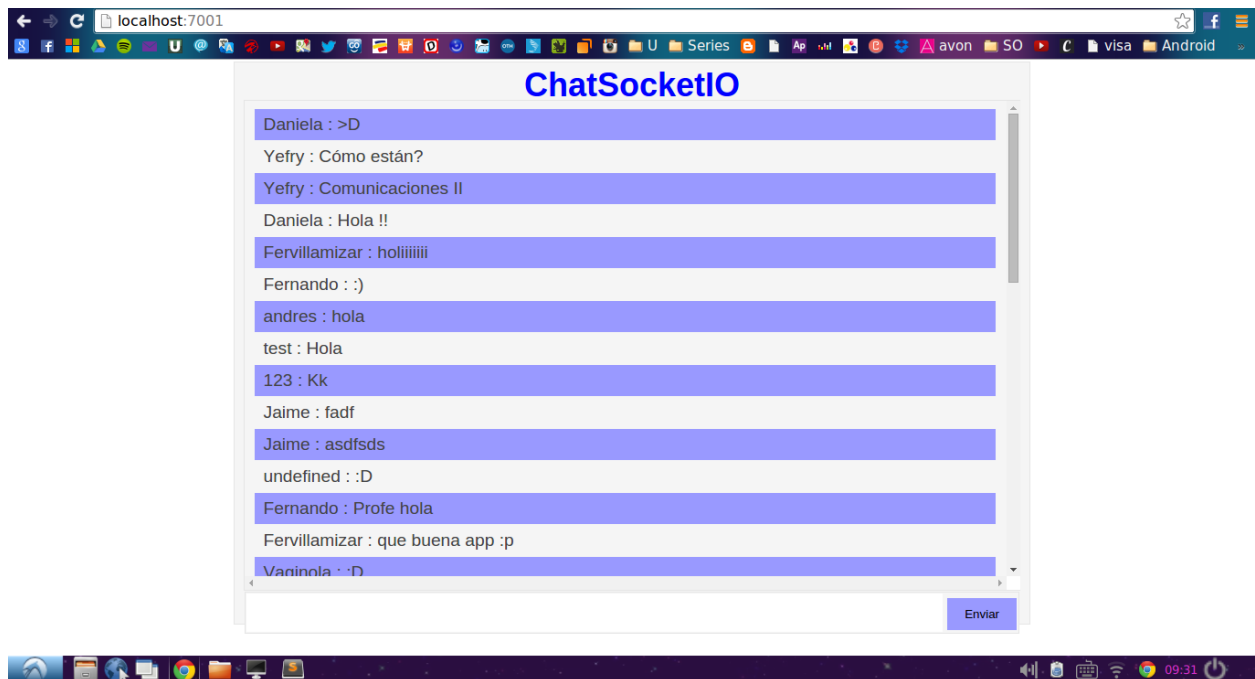 localhost:7001
U
Series
Ap
avon
SO
visa
Android
ChatSocketIO
Daniela : >D
Yefry : Cómo están?
Yefry : Comunicaciones II
Daniela : Hola !!
Fervillamizar : holiiiiiii
Fernando : :)
andres : hola
test : Hola
123 : Kk
Jaime : fadf
Jaime : asdfsds
undefined : :D
Fernando : Profe hola
Fervillamizar : que buena app :p
Vaginola : :D
Enviar
09:31